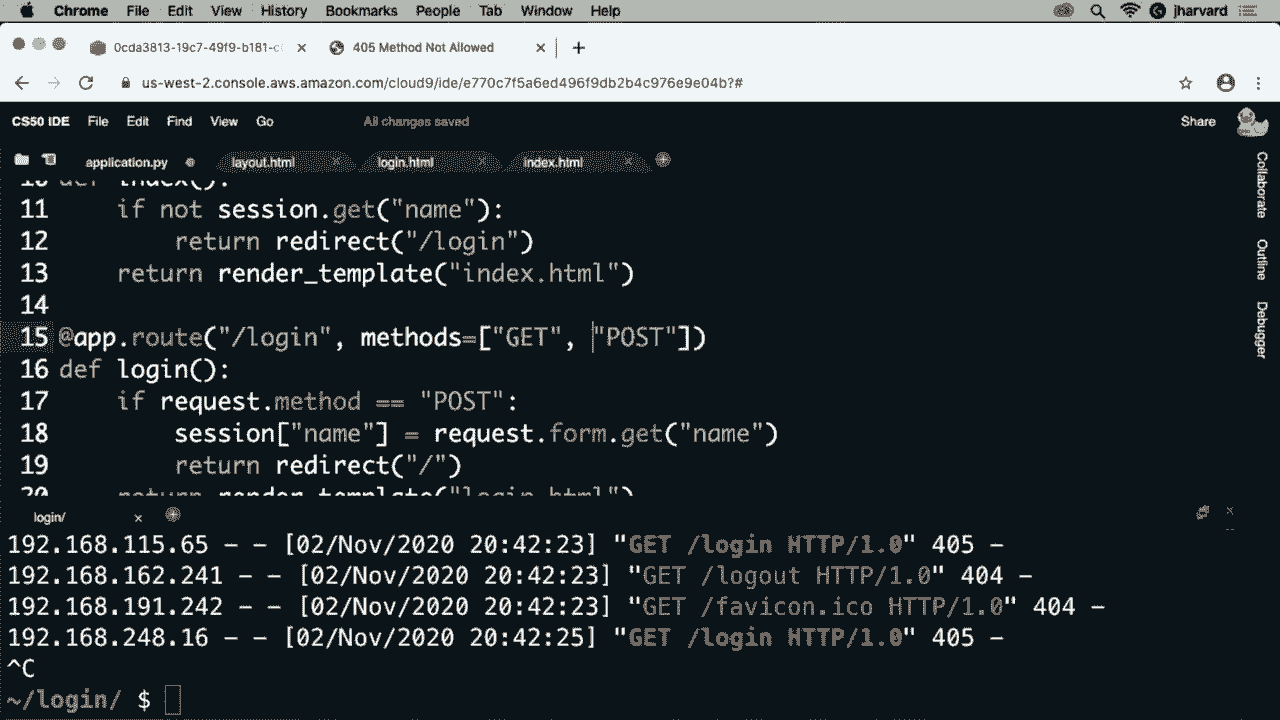 Chrome File Edit View History Bookmarks People Tab Window Help jharvard
0cda3813-19c7-49f9-b181-c 405 Method Not Allowed
us-west-2.console.aws.amazon.com/cloud9/ide/e770c7f5a6ed496f9db2b4c976e9e04b?#
CS50 IDE File Edit Find View Go All changes saved Share
application.py layout.html login.html index.html
10 def index():
11 if not session.get("name"):
12 return redirect("/login")
13 return render_template("index.html")
14
15 @app.route("/login", methods=["GET", "POST"])
16 def login():
17 if request.method == "POST":
18 session["name"] = request.form.get("name")
19 return redirect("/")
20 return render_template("login.html")
Collaborate
Outline
Debugger
login/
192.168.115.65 - - [02/Nov/2020 20:42:23] "GET /login HTTP/1.0" 405 -
192.168.162.241 - - [02/Nov/2020 20:42:23] "GET /logout HTTP/1.0" 404 -
192.168.191.242 - - [02/Nov/2020 20:42:23] "GET /favicon.ico HTTP/1.0" 404 -
192.168.248.16 - - [02/Nov/2020 20:42:25] "GET /login HTTP/1.0" 405 -
^C
~/login/ $